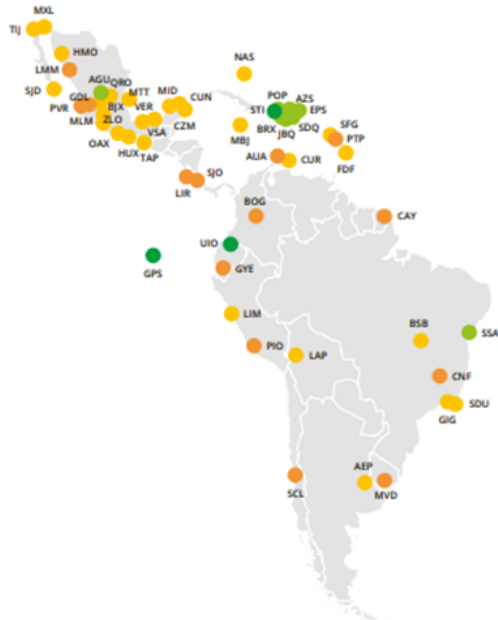 MXL
TIJ
HMO
LMM
AGU QRO
SJD
GDL
MTT
MID
CUN
PVR
BJX
VER
MLM
ZLO
CZM
VSA
OAX
HUX
TAP
NAS
POP
AZS
STI
EPS
BRX
SDQ
JBQ
MBJ
SFG
PTP
FDF
AUA
CUR
SJO
LIR
BOG
CAY
UIO
GPS
GYE
LIM
BSB
SSA
PIO
LAP
CNF
SDU
GIG
AEP
SCL
MVD